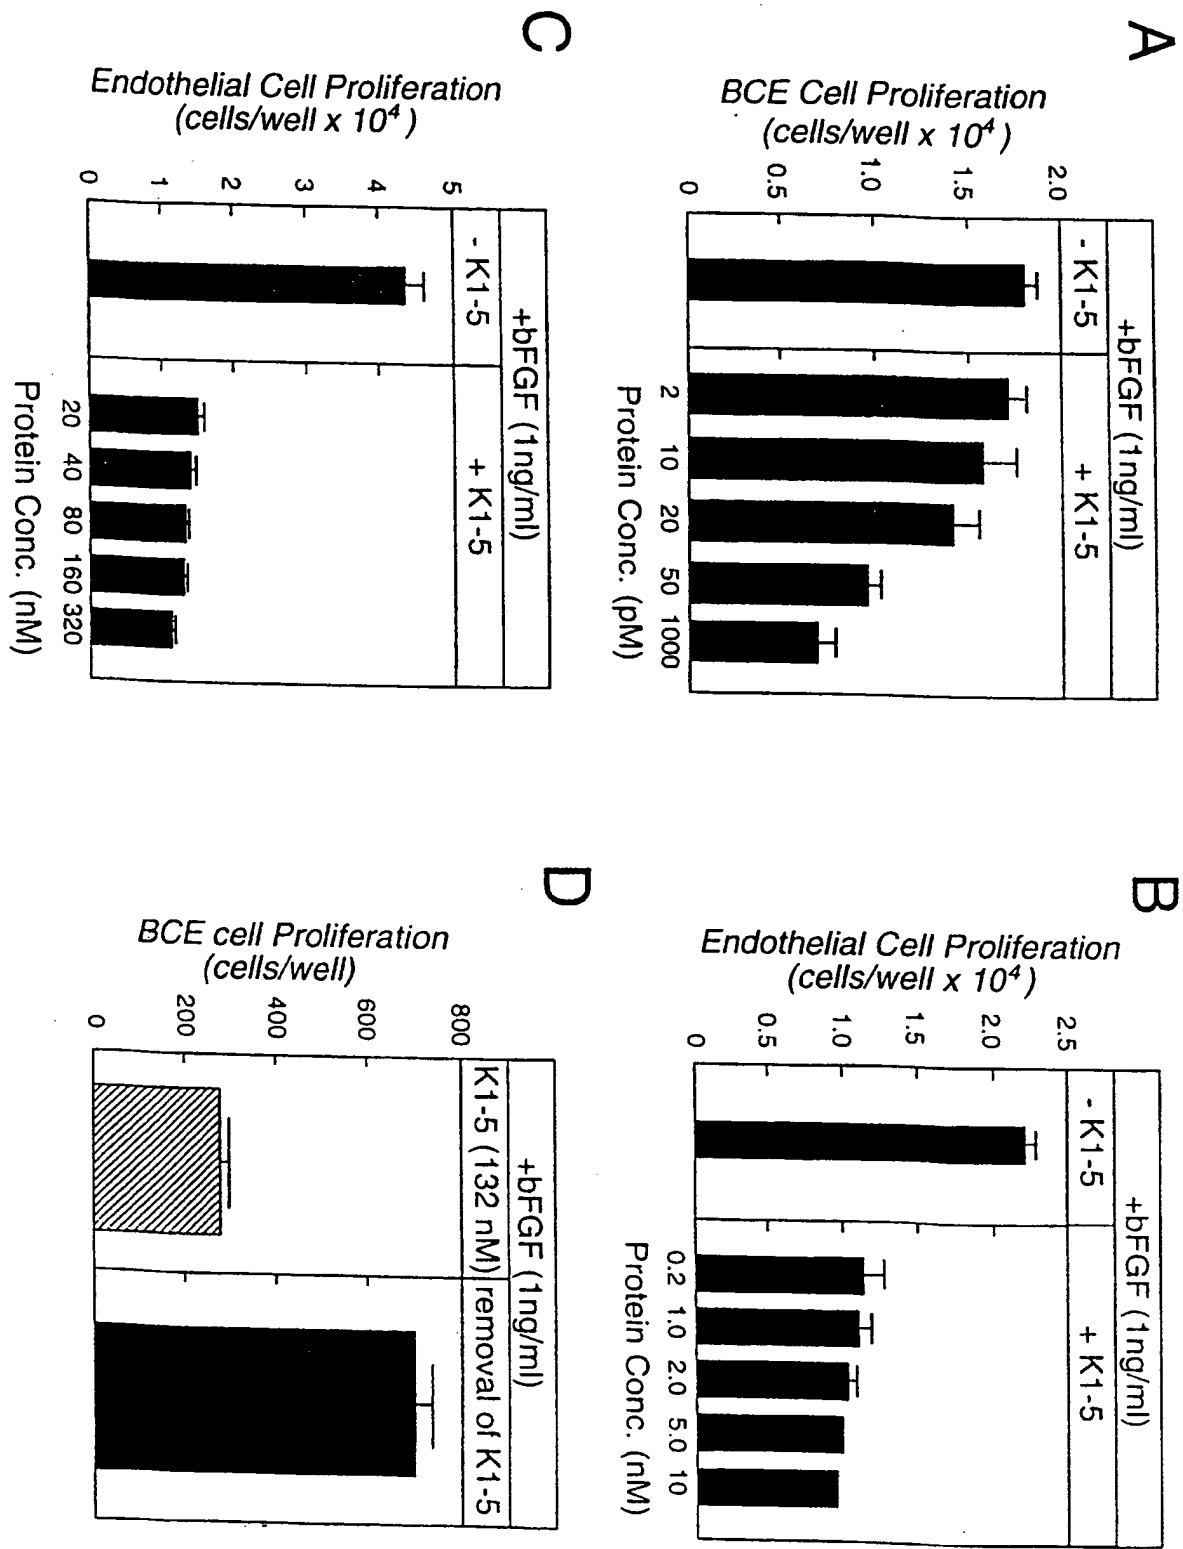 A
BCE Cell Proliferation
(cells/well x 10⁴)
2.0
1.5
1.0
0.5
0
+bFGF (1ng/ml)
- K1-5
+ K1-5
2 10 20 50 1000
Protein Conc. (pM)
B
Endothelial Cell Proliferation
(cells/well x 10⁴)
2.5
2.0
1.5
1.0
0.5
0
+bFGF (1ng/ml)
- K1-5
+ K1-5
0.2 1.0 2.0 5.0 10
Protein Conc. (nM)
C
Endothelial Cell Proliferation
(cells/well x 10⁴)
5
4
3
2
1
0
+bFGF (1ng/ml)
- K1-5
+ K1-5
20 40 80 160 320
Protein Conc. (nM)
D
BCE cell Proliferation
(cells/well)
800
600
400
200
0
+bFGF (1ng/ml)
K1-5 (132 nM)
removal of K1-5